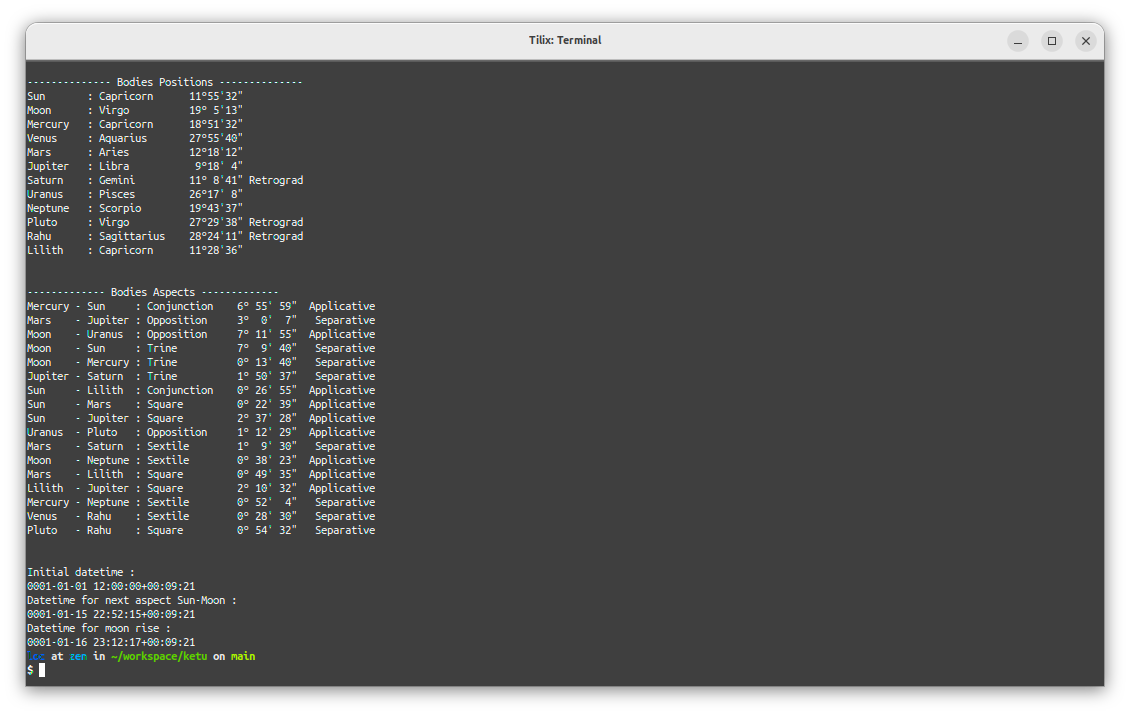 Tilix: Terminal
-------------- Bodies Positions --------------
Sun       : Capricorn      11°55'32"
Moon      : Virgo          19° 5'13"
Mercury   : Capricorn      18°51'32"
Venus     : Aquarius       27°55'40"
Mars      : Aries          12°18'12"
Jupiter   : Libra           9°18' 4"
Saturn    : Gemini         11° 8'41" Retrograd
Uranus    : Pisces         26°17' 8"
Neptune   : Scorpio        19°43'37"
Pluto     : Virgo          27°29'38" Retrograd
Rahu      : Sagittarius    28°24'11" Retrograd
Lilith    : Capricorn      11°28'36"
------------- Bodies Aspects -------------
Mercury - Sun     : Conjunction    6° 55' 59"  Applicative
Mars    - Jupiter : Opposition     3°  0'  7"   Separative
Moon    - Uranus  : Opposition     7° 11' 55"  Applicative
Moon    - Sun     : Trine          7°  9' 40"   Separative
Moon    - Mercury : Trine          0° 13' 40"   Separative
Jupiter - Saturn  : Trine          1° 50' 37"   Separative
Sun     - Lilith  : Conjunction    0° 26' 55"  Applicative
Sun     - Mars    : Square         0° 22' 39"  Applicative
Sun     - Jupiter : Square         2° 37' 28"  Applicative
Uranus  - Pluto   : Opposition     1° 12' 29"  Applicative
Mars    - Saturn  : Sextile        1°  9' 30"   Separative
Moon    - Neptune : Sextile        0° 38' 23"  Applicative
Mars    - Lilith  : Square         0° 49' 35"  Applicative
Lilith  - Jupiter : Square         2° 10' 32"  Applicative
Mercury - Neptune : Sextile        0° 52'  4"   Separative
Venus   - Rahu    : Sextile        0° 28' 30"   Separative
Pluto   - Rahu    : Square         0° 54' 32"   Separative
Initial datetime :
0001-01-01 12:00:00+00:09:21
Datetime for next aspect Sun-Moon :
0001-01-15 22:52:15+00:09:21
Datetime for moon rise :
0001-01-16 23:12:17+00:09:21
loc at zen in ~/workspace/ketu on main
$